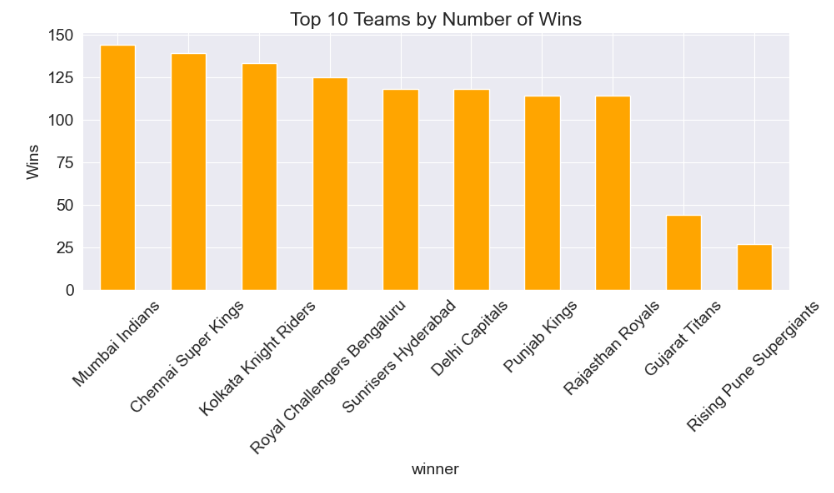 Top 10 Teams by Number of Wins
150
125
100
75
50
25
0
Wins
Mumbai Indians
Chennai Super Kings
Kolkata Knight Riders
Royal Challengers Bengaluru
Sunrisers Hyderabad
Delhi Capitals
Punjab Kings
Rajasthan Royals
Gujarat Titans
Rising Pune Supergiants
winner